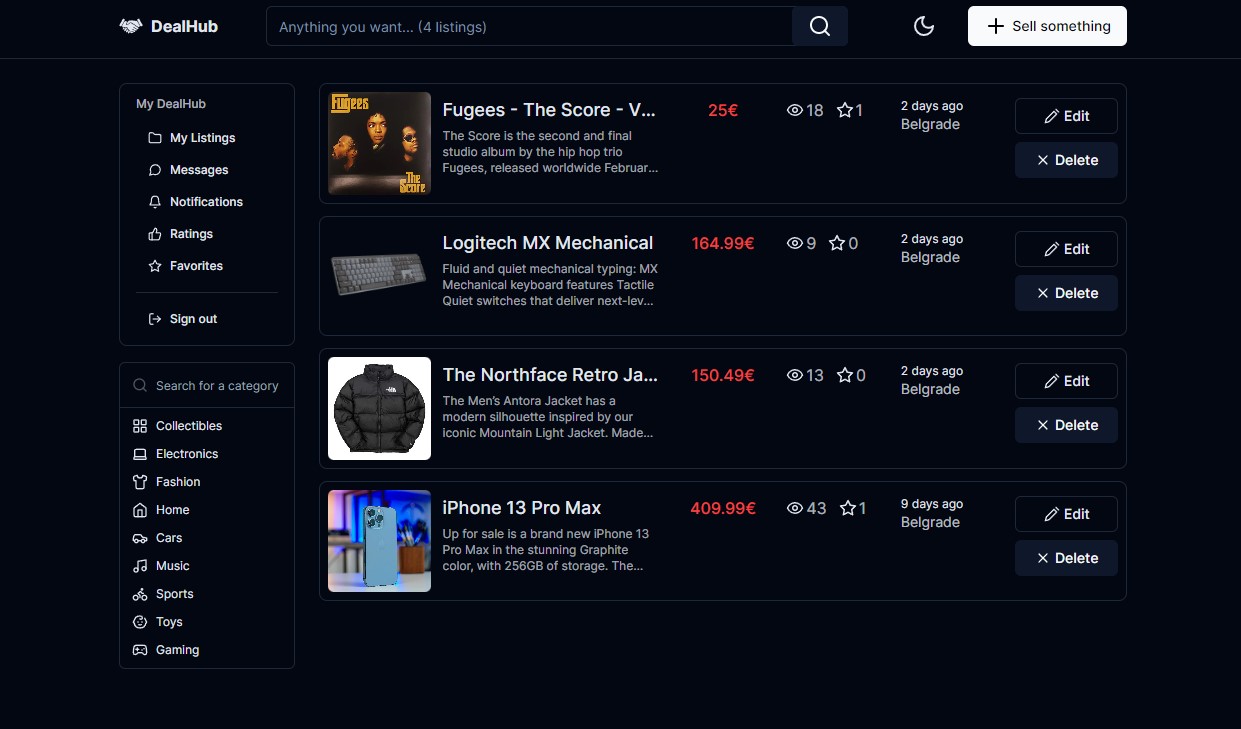 DealHub
Anything you want... (4 listings)
Sell something
My DealHub
My Listings
Messages
Notifications
Ratings
Favorites
Sign out
Search for a category
Collectibles
Electronics
Fashion
Home
Cars
Music
Sports
Toys
Gaming
Fugees
The
Score
Fugees - The Score - V...
The Score is the second and final
studio album by the hip hop trio
Fugees, released worldwide Februar...
25€
18
1
2 days ago
Belgrade
Edit
Delete
Logitech MX Mechanical
Fluid and quiet mechanical typing: MX
Mechanical keyboard features Tactile
Quiet switches that deliver next-lev...
164.99€
9
0
2 days ago
Belgrade
Edit
Delete
The Northface Retro Ja...
The Men's Antora Jacket has a
modern silhouette inspired by our
iconic Mountain Light Jacket. Made...
150.49€
13
0
2 days ago
Belgrade
Edit
Delete
iPhone 13 Pro Max
Up for sale is a brand new iPhone 13
Pro Max in the stunning Graphite
color, with 256GB of storage. The...
409.99€
43
1
9 days ago
Belgrade
Edit
Delete